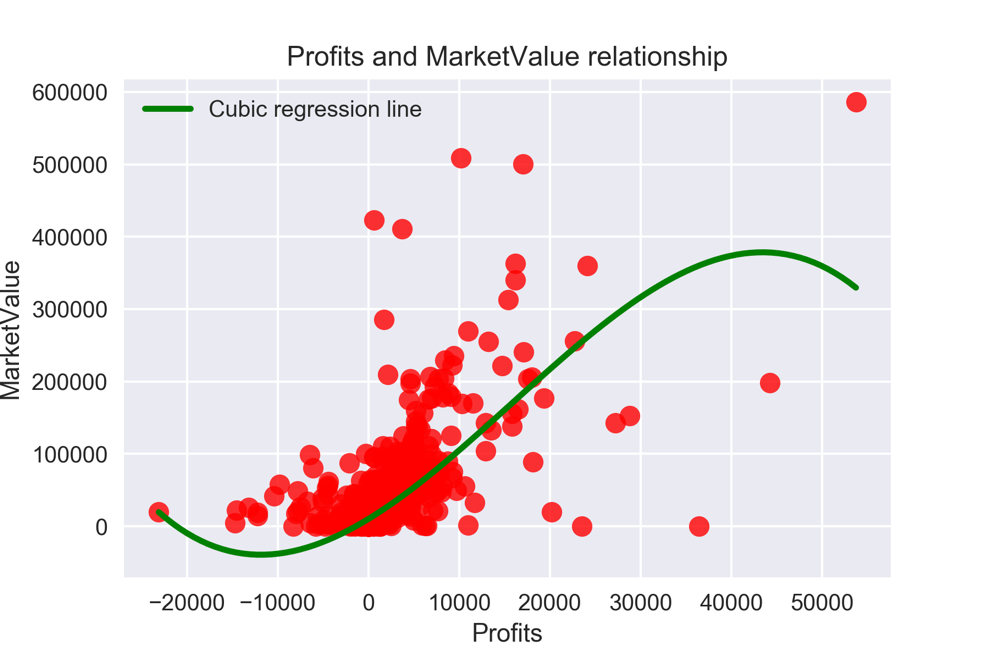 Profits and MarketValue relationship
Cubic regression line
MarketValue
600000
500000
400000
300000
200000
100000
0
−20000 −10000 0 10000 20000 30000 40000 50000
Profits